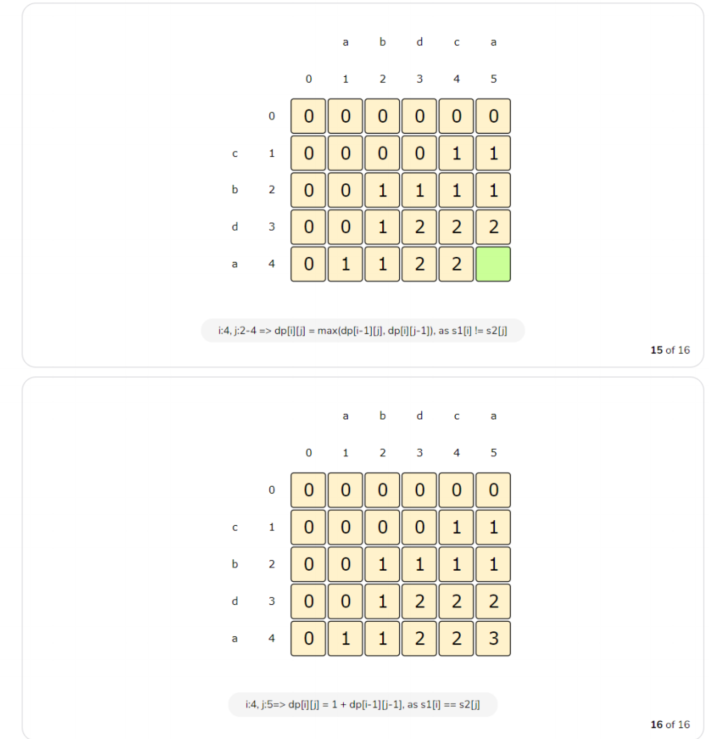 a b d c a
0 1 2 3 4 5
0 0 0 0 0 0 0
c 1 0 0 0 0 1 1
b 2 0 0 1 1 1 1
d 3 0 0 1 2 2 2
a 4 0 1 1 2 2
i:4, j:2-4 => dp[i][j] = max(dp[i-1][j], dp[i][j-1]), as s1[i] != s2[j]
15 of 16
a b d c a
0 1 2 3 4 5
0 0 0 0 0 0 0
c 1 0 0 0 0 1 1
b 2 0 0 1 1 1 1
d 3 0 0 1 2 2 2
a 4 0 1 1 2 2 3
i:4, j:5=> dp[i][j] = 1 + dp[i-1][j-1], as s1[i] == s2[j]
16 of 16